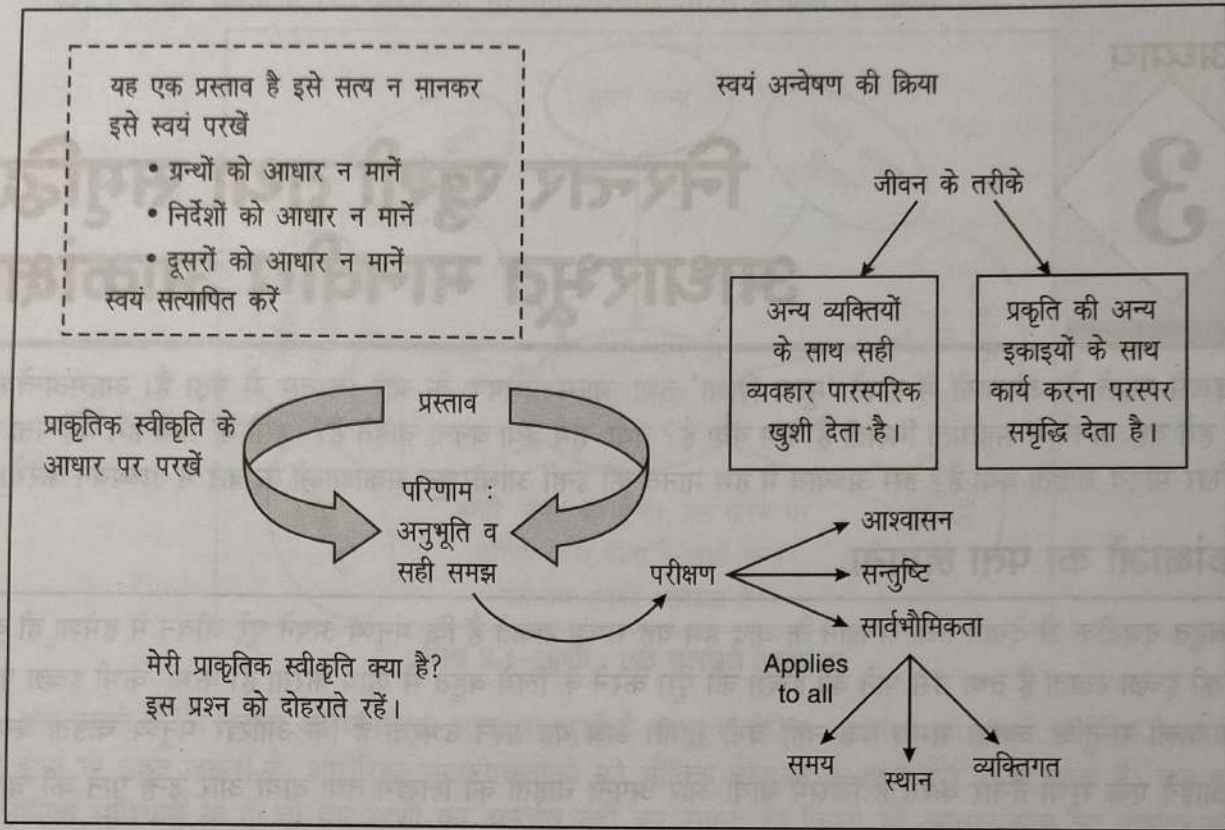 यह एक प्रस्ताव है इसे सत्य न मानकर
इसे स्वयं परखें
• ग्रन्थों को आधार न मानें
• निर्देशों को आधार न मानें
• दूसरों को आधार न मानें
स्वयं सत्यापित करें
स्वयं अन्वेषण की क्रिया
जीवन के तरीके
अन्य व्यक्तियों
के साथ सही
व्यवहार पारस्परिक
खुशी देता है।
प्रकृति की अन्य
इकाइयों के साथ
कार्य करना परस्पर
समृद्धि देता है।
प्राकृतिक स्वीकृति के
आधार पर परखें
प्रस्ताव
परिणाम :
अनुभूति व
सही समझ
परीक्षण
आश्वासन
सन्तुष्टि
सार्वभौमिकता
मेरी प्राकृतिक स्वीकृति क्या है?
इस प्रश्न को दोहराते रहें।
Applies
to all
समय
स्थान
व्यक्तिगत